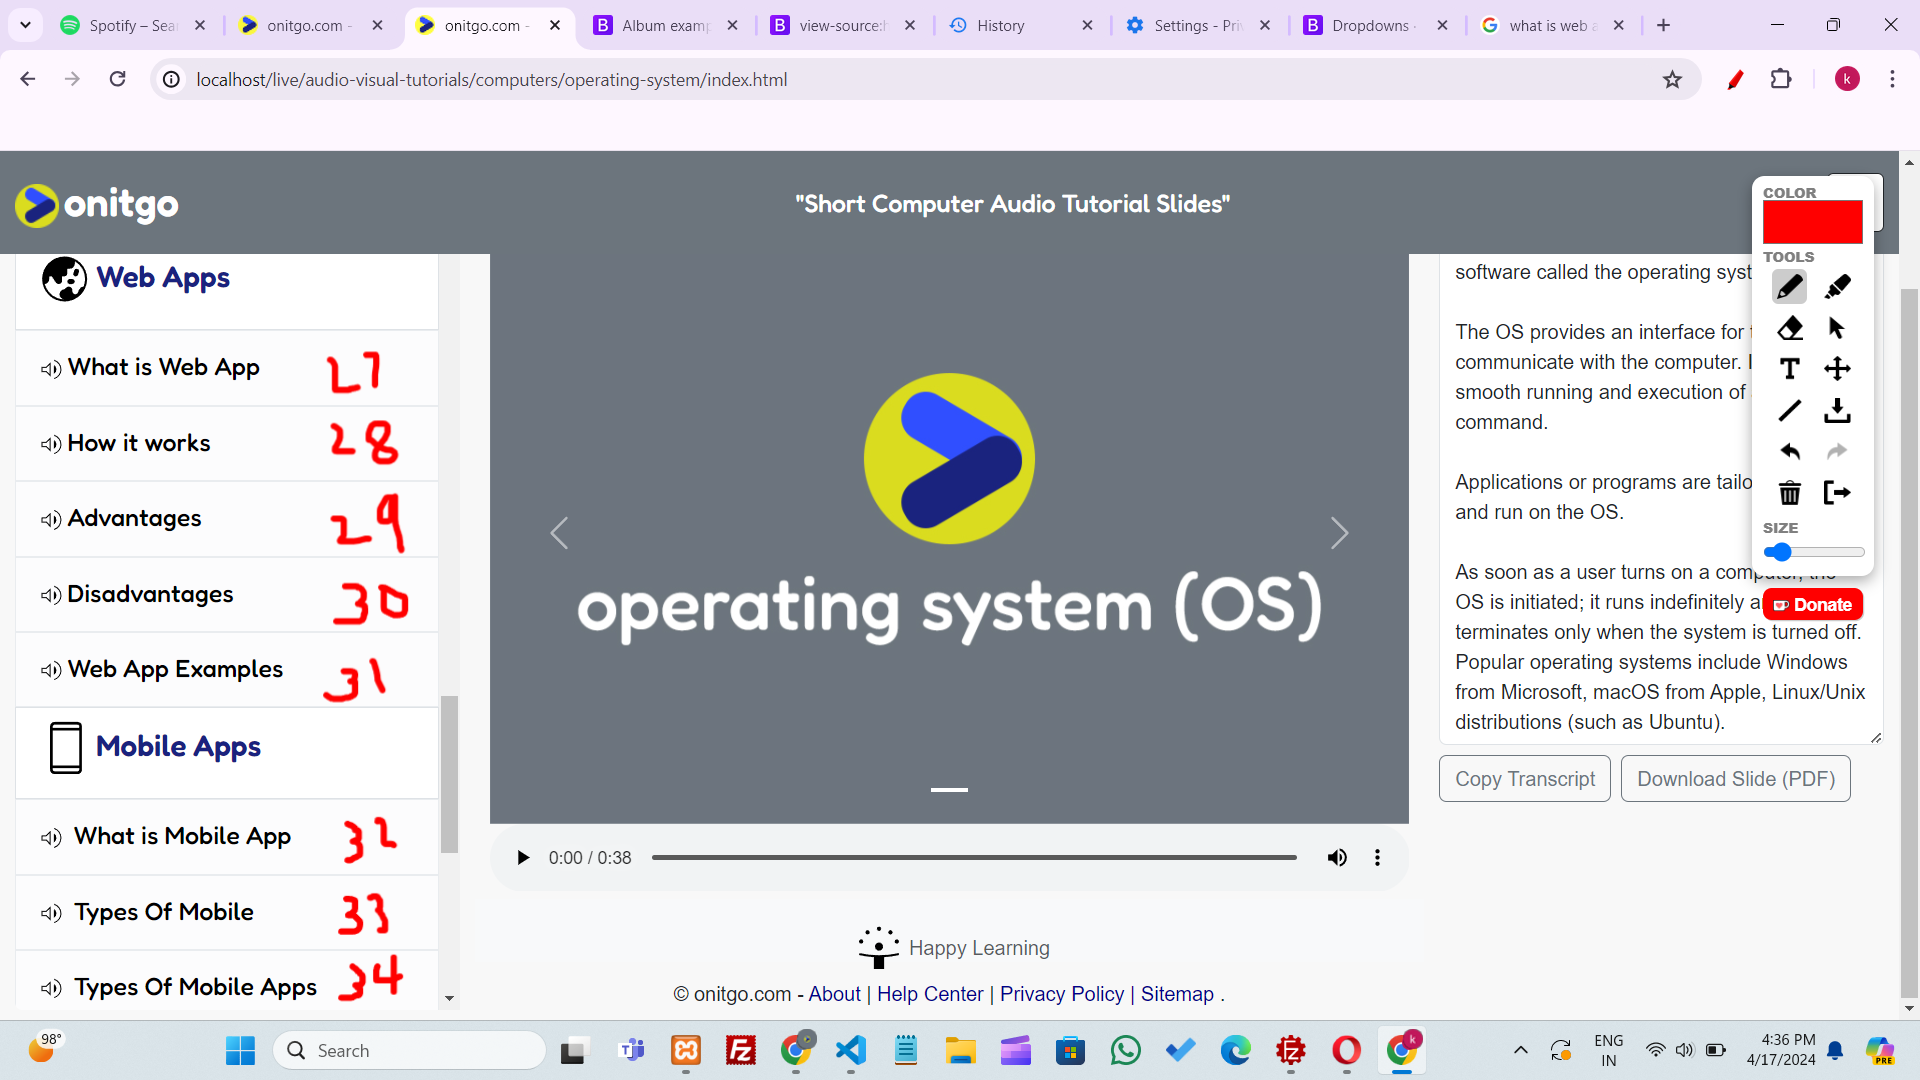 Spotify – Sear
onitgo.com -
onitgo.com -
Album examp
view-source:h
History
Settings - Priv
Dropdowns ·
what is web a
localhost/live/audio-visual-tutorials/computers/operating-system/index.html
k
onitgo
"Short Computer Audio Tutorial Slides"
COLOR
TOOLS
SIZE
Donate
Web Apps
What is Web App 27
How it works 28
Advantages 29
Disadvantages 30
Web App Examples 31
Mobile Apps
What is Mobile App 32
Types Of Mobile 33
Types Of Mobile Apps 34
operating system (OS)
0:00 / 0:38
software called the operating syst
The OS provides an interface for
communicate with the computer.
smooth running and execution of
command.
Applications or programs are tailo
and run on the OS.
As soon as a user turns on a computer, the
OS is initiated; it runs indefinitely a
terminates only when the system is turned off.
Popular operating systems include Windows
from Microsoft, macOS from Apple, Linux/Unix
distributions (such as Ubuntu).
Copy Transcript
Download Slide (PDF)
Happy Learning
© onitgo.com - About | Help Center | Privacy Policy | Sitemap .
98°
Search
k
ENG
IN
4:36 PM
4/17/2024
PRE